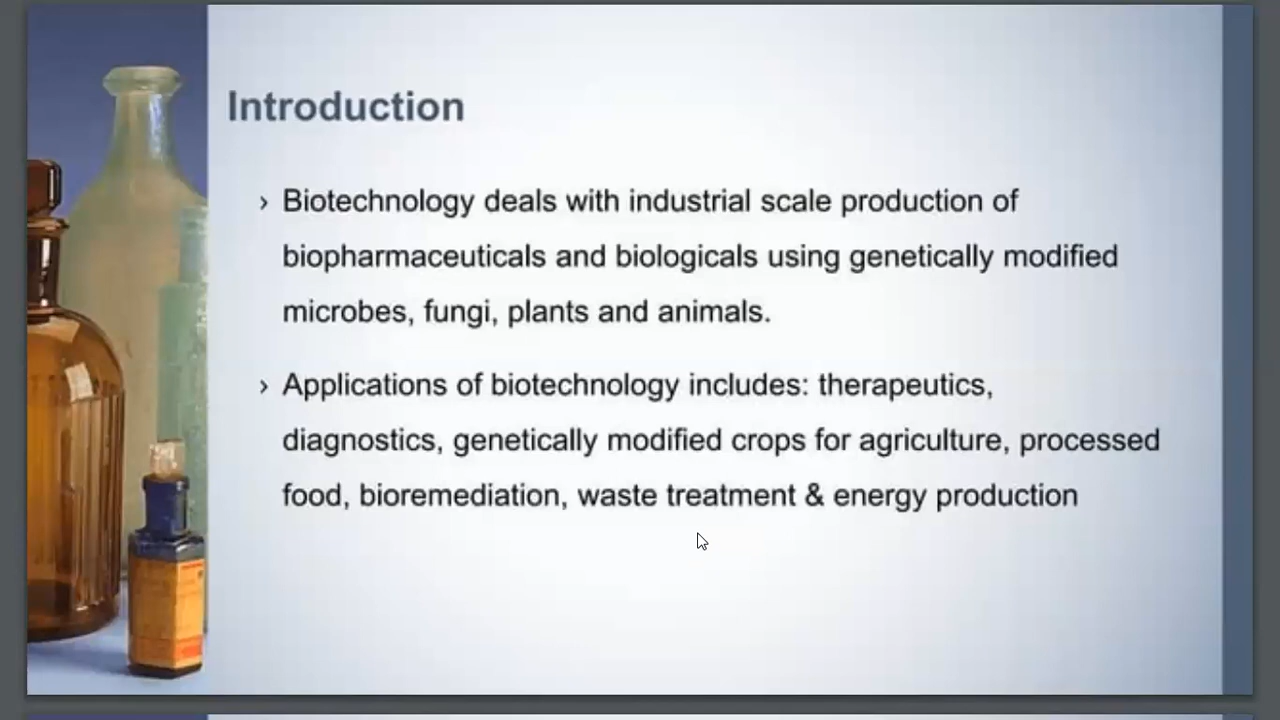 Introduction
› Biotechnology deals with industrial scale production of
biopharmaceuticals and biologicals using genetically modified
microbes, fungi, plants and animals.
› Applications of biotechnology includes: therapeutics,
diagnostics, genetically modified crops for agriculture, processed
food, bioremediation, waste treatment & energy production